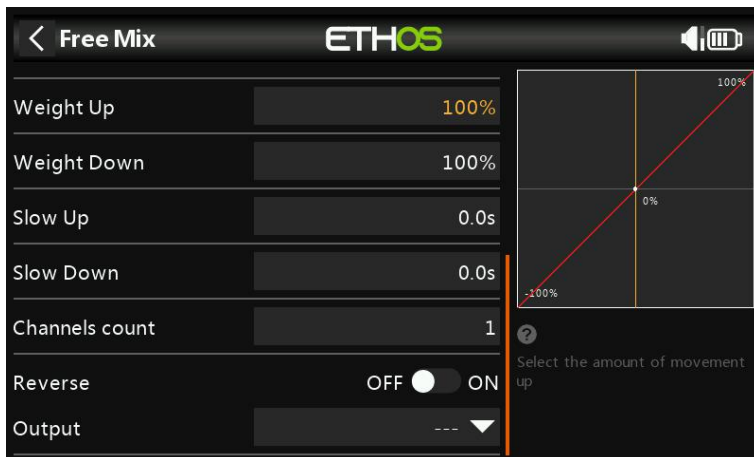 Free Mix
ETHOS
Weight Up 100%
Weight Down 100%
Slow Up 0.0s
Slow Down 0.0s
Channels count 1
Reverse OFF ON
Output ---
100%
0%
-100%
?
Select the amount of movement
up